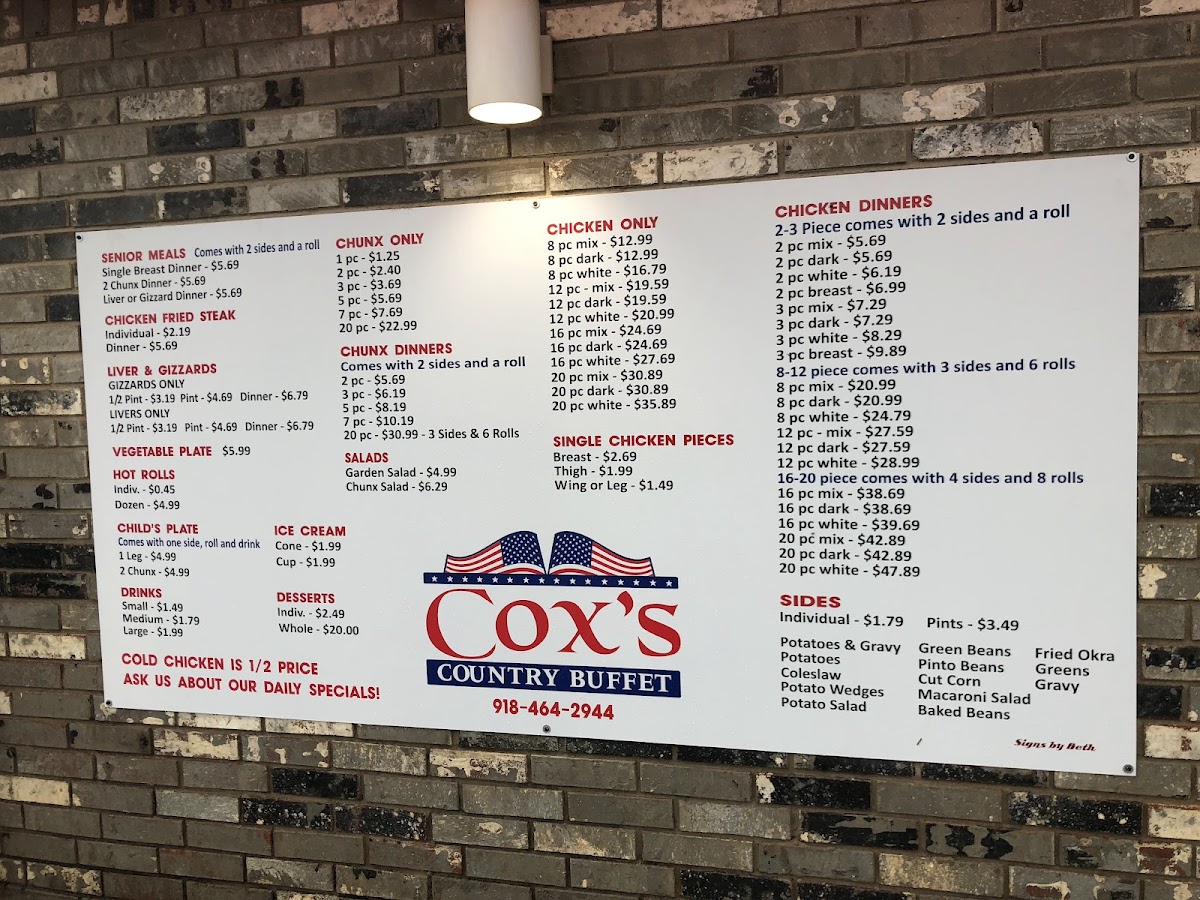 SENIOR MEALS Comes with 2 sides and a roll
Single Breast Dinner - $5.69
2 Chunx Dinner - $5.69
Liver or Gizzard Dinner - $5.69
CHICKEN FRIED STEAK
Individual - $2.19
Dinner - $5.69
LIVER & GIZZARDS
GIZZARDS ONLY
1/2 Pint - $3.19 Pint - $4.69 Dinner - $6.79
LIVERS ONLY
1/2 Pint - $3.19 Pint - $4.69 Dinner - $6.79
VEGETABLE PLATE $5.99
HOT ROLLS
Indiv. - $0.45
Dozen - $4.99
CHILD'S PLATE
Comes with one side, roll and drink
1 Leg - $4.99
2 Chunx - $4.99
DRINKS
Small - $1.49
Medium - $1.79
Large - $1.99
ICE CREAM
Cone - $1.99
Cup - $1.99
DESSERTS
Indiv. - $2.49
Whole - $20.00
COLD CHICKEN IS 1/2 PRICE
ASK US ABOUT OUR DAILY SPECIALS!
CHUNX ONLY
1 pc - $1.25
2 pc - $2.40
3 pc - $3.69
5 pc - $5.69
7 pc - $7.69
20 pc - $22.99
CHUNX DINNERS
Comes with 2 sides and a roll
2 pc - $5.69
3 pc - $6.19
5 pc - $8.19
7 pc - $10.19
20 pc - $30.99 - 3 Sides & 6 Rolls
SALADS
Garden Salad - $4.99
Chunx Salad - $6.29
CHICKEN ONLY
8 pc mix - $12.99
8 pc dark - $12.99
8 pc white - $16.79
12 pc - mix - $19.59
12 pc dark - $19.59
12 pc white - $20.99
16 pc mix - $24.69
16 pc dark - $24.69
16 pc white - $27.69
20 pc mix - $30.89
20 pc dark - $30.89
20 pc white - $35.89
SINGLE CHICKEN PIECES
Breast - $2.69
Thigh - $1.99
Wing or Leg - $1.49
COX'S
COUNTRY BUFFET
918-464-2944
CHICKEN DINNERS
2-3 Piece comes with 2 sides and a roll
2 pc mix - $5.69
2 pc dark - $5.69
2 pc white - $6.19
2 pc breast - $6.99
3 pc mix - $7.29
3 pc dark - $7.29
3 pc white - $8.29
3 pc breast - $9.89
8-12 piece comes with 3 sides and 6 rolls
8 pc mix - $20.99
8 pc dark - $20.99
8 pc white - $24.79
12 pc - mix - $27.59
12 pc dark - $27.59
12 pc white - $28.99
16-20 piece comes with 4 sides and 8 rolls
16 pc mix - $38.69
16 pc dark - $38.69
16 pc white - $39.69
20 pc mix - $42.89
20 pc dark - $42.89
20 pc white - $47.89
SIDES
Individual - $1.79 Pints - $3.49
Potatoes & Gravy
Potatoes
Coleslaw
Potato Wedges
Potato Salad
Green Beans
Pinto Beans
Cut Corn
Macaroni Salad
Baked Beans
Fried Okra
Greens
Gravy
Signs by Beth